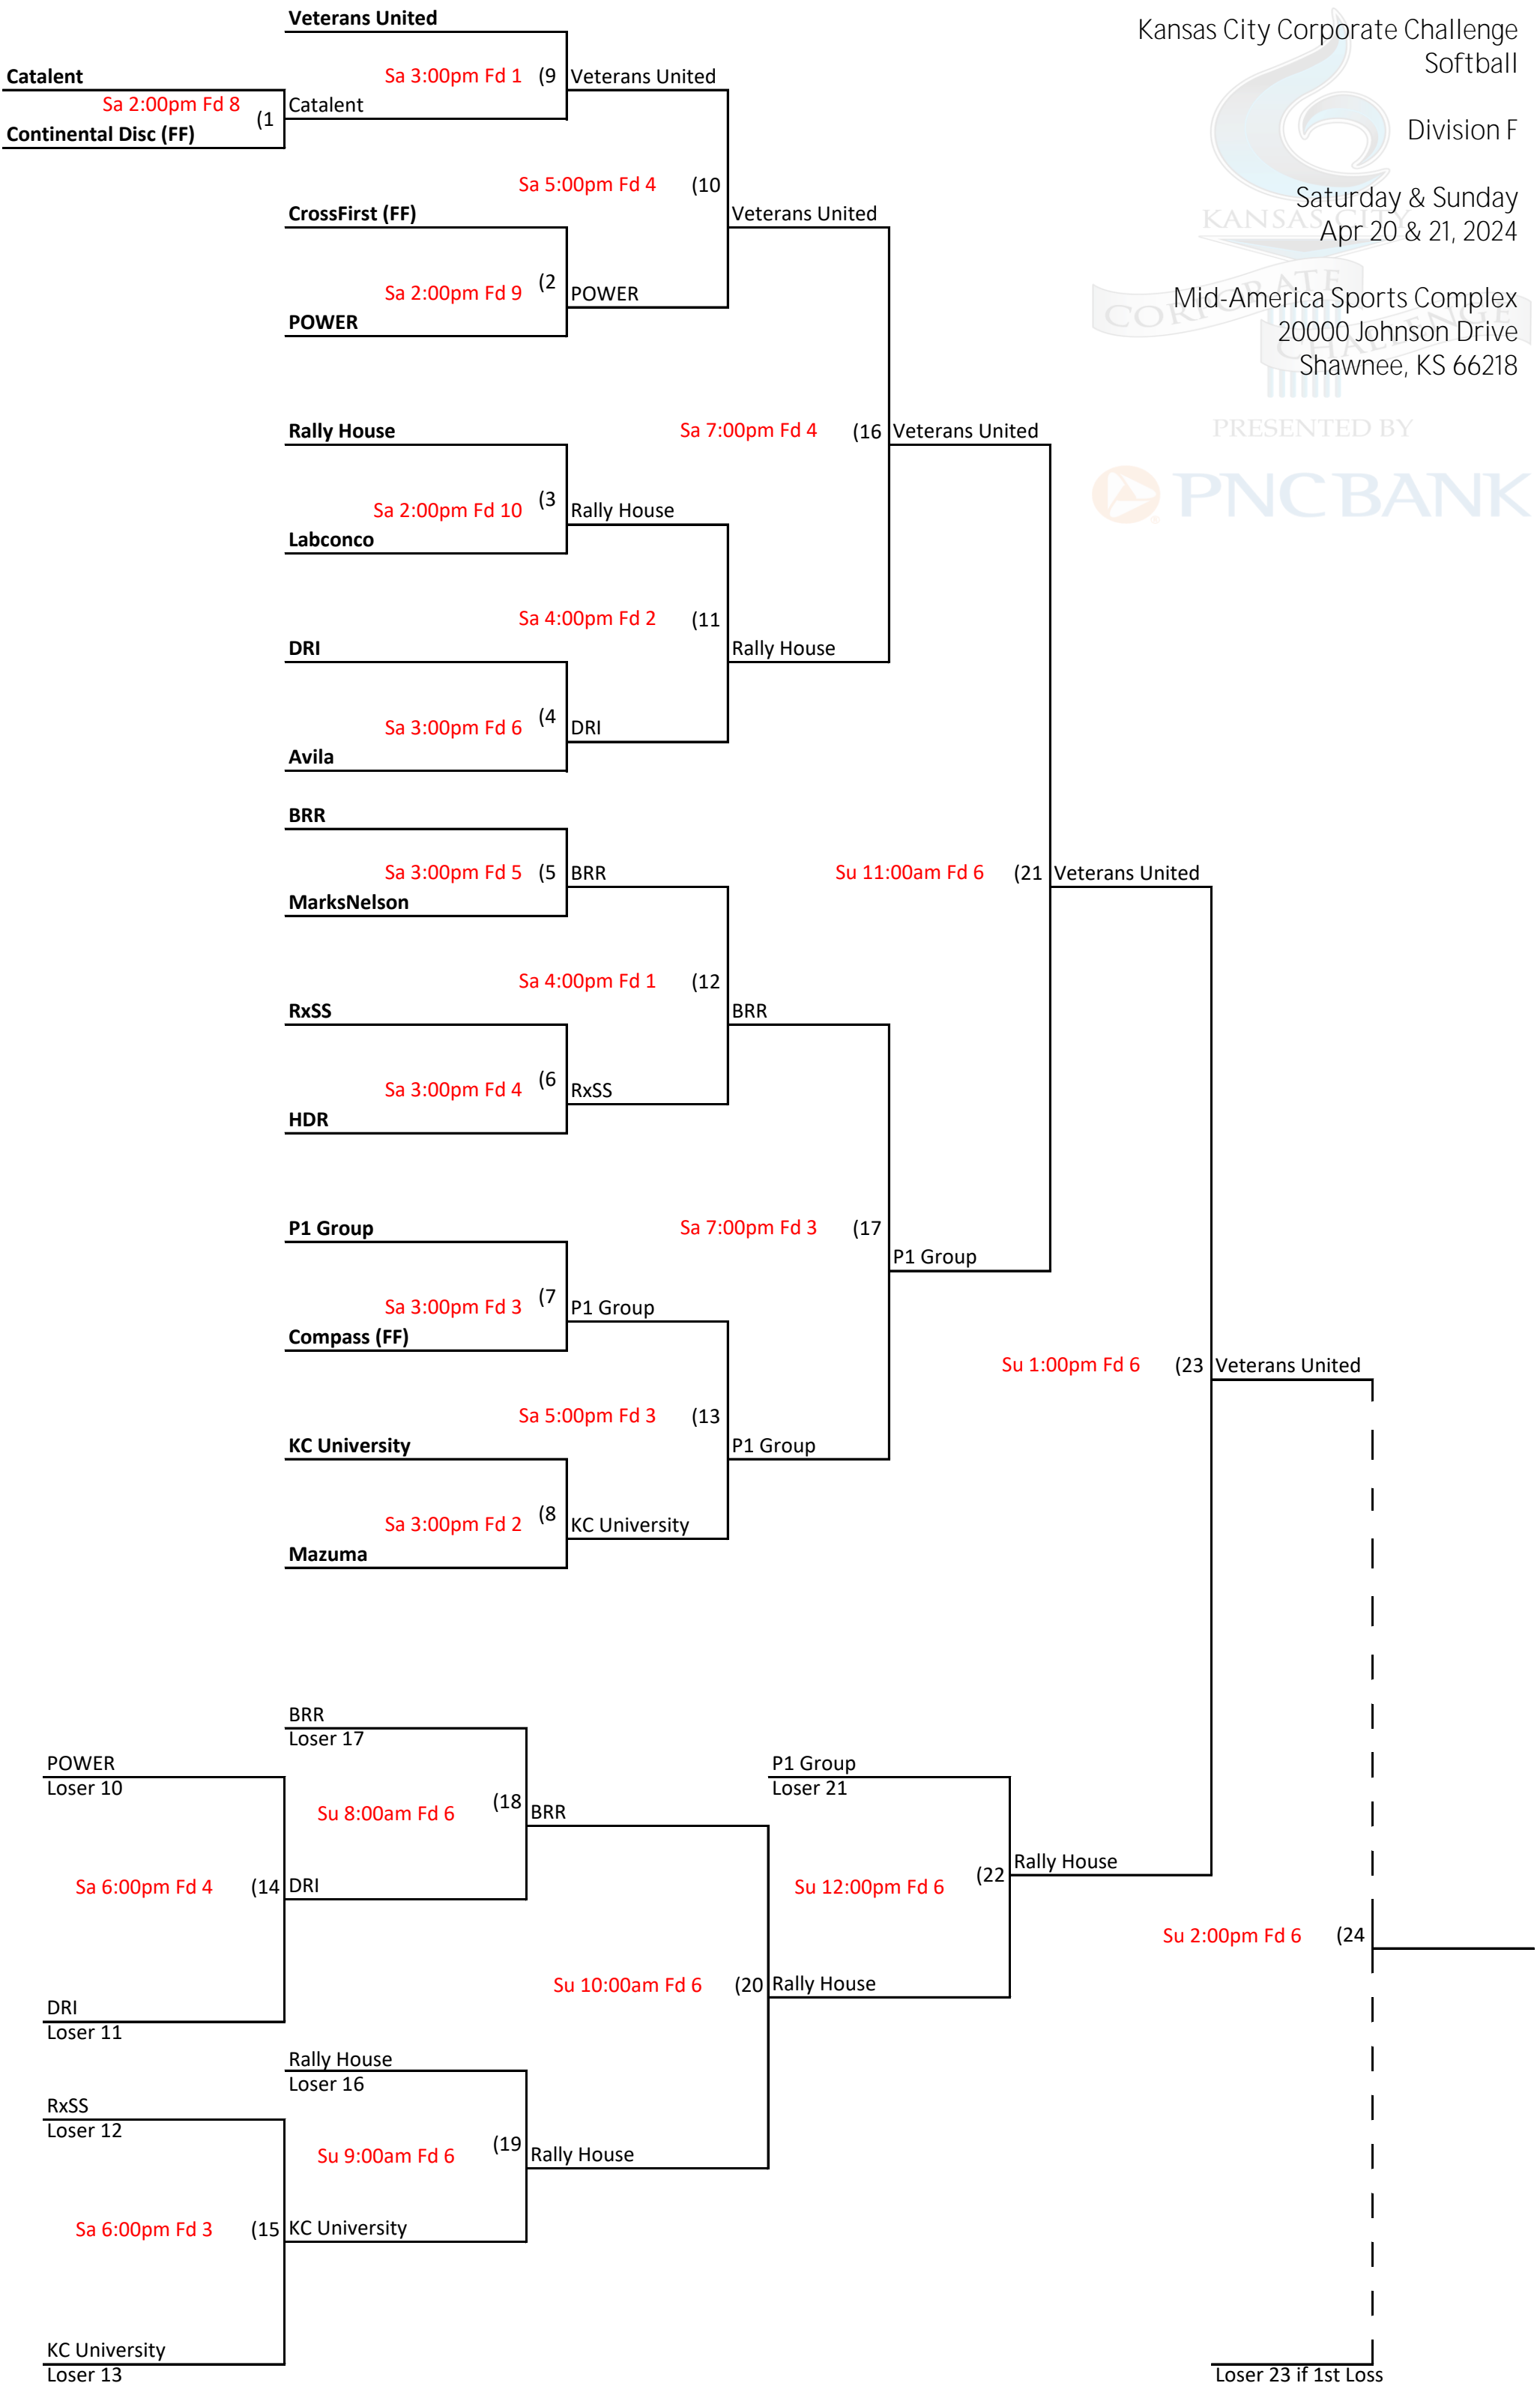 Veterans United
Kansas City Corporate Challenge
Softball
Catalent
Sa 3:00pm Fd 1 (9 Veterans United
Sa 2:00pm Fd 8 (1 Catalent
Continental Disc (FF)
Division F
Sa 5:00pm Fd 4 (10
Saturday & Sunday
CrossFirst (FF)
Veterans United
KANSAS CITY
Apr 20 & 21, 2024
Sa 2:00pm Fd 9 (2 POWER
CORPORATE
Mid-America Sports Complex
POWER
20000 Johnson Drive
CHALLENGE
Shawnee, KS 66218
Rally House
Sa 7:00pm Fd 4 (16 Veterans United
PRESENTED BY
PNC BANK
Sa 2:00pm Fd 10 (3 Rally House
Labconco
Sa 4:00pm Fd 2 (11
DRI
Rally House
Sa 3:00pm Fd 6 (4 DRI
Avila
BRR
Sa 3:00pm Fd 5 (5 BRR
Su 11:00am Fd 6 (21 Veterans United
MarksNelson
Sa 4:00pm Fd 1 (12
RxSS
BRR
Sa 3:00pm Fd 4 (6 RxSS
HDR
P1 Group
Sa 7:00pm Fd 3 (17
P1 Group
Sa 3:00pm Fd 3 (7 P1 Group
Compass (FF)
Su 1:00pm Fd 6 (23 Veterans United
Sa 5:00pm Fd 3 (13
KC University
P1 Group
Sa 3:00pm Fd 2 (8 KC University
Mazuma
BRR
Loser 17
POWER
Loser 10
P1 Group
Loser 21
Su 8:00am Fd 6 (18 BRR
Rally House
Sa 6:00pm Fd 4 (14 DRI
Su 12:00pm Fd 6 (22
Su 2:00pm Fd 6 (24
Su 10:00am Fd 6 (20 Rally House
DRI
Loser 11
Rally House
Loser 16
RxSS
Loser 12
Su 9:00am Fd 6 (19 Rally House
Sa 6:00pm Fd 3 (15 KC University
KC University
Loser 13
Loser 23 if 1st Loss